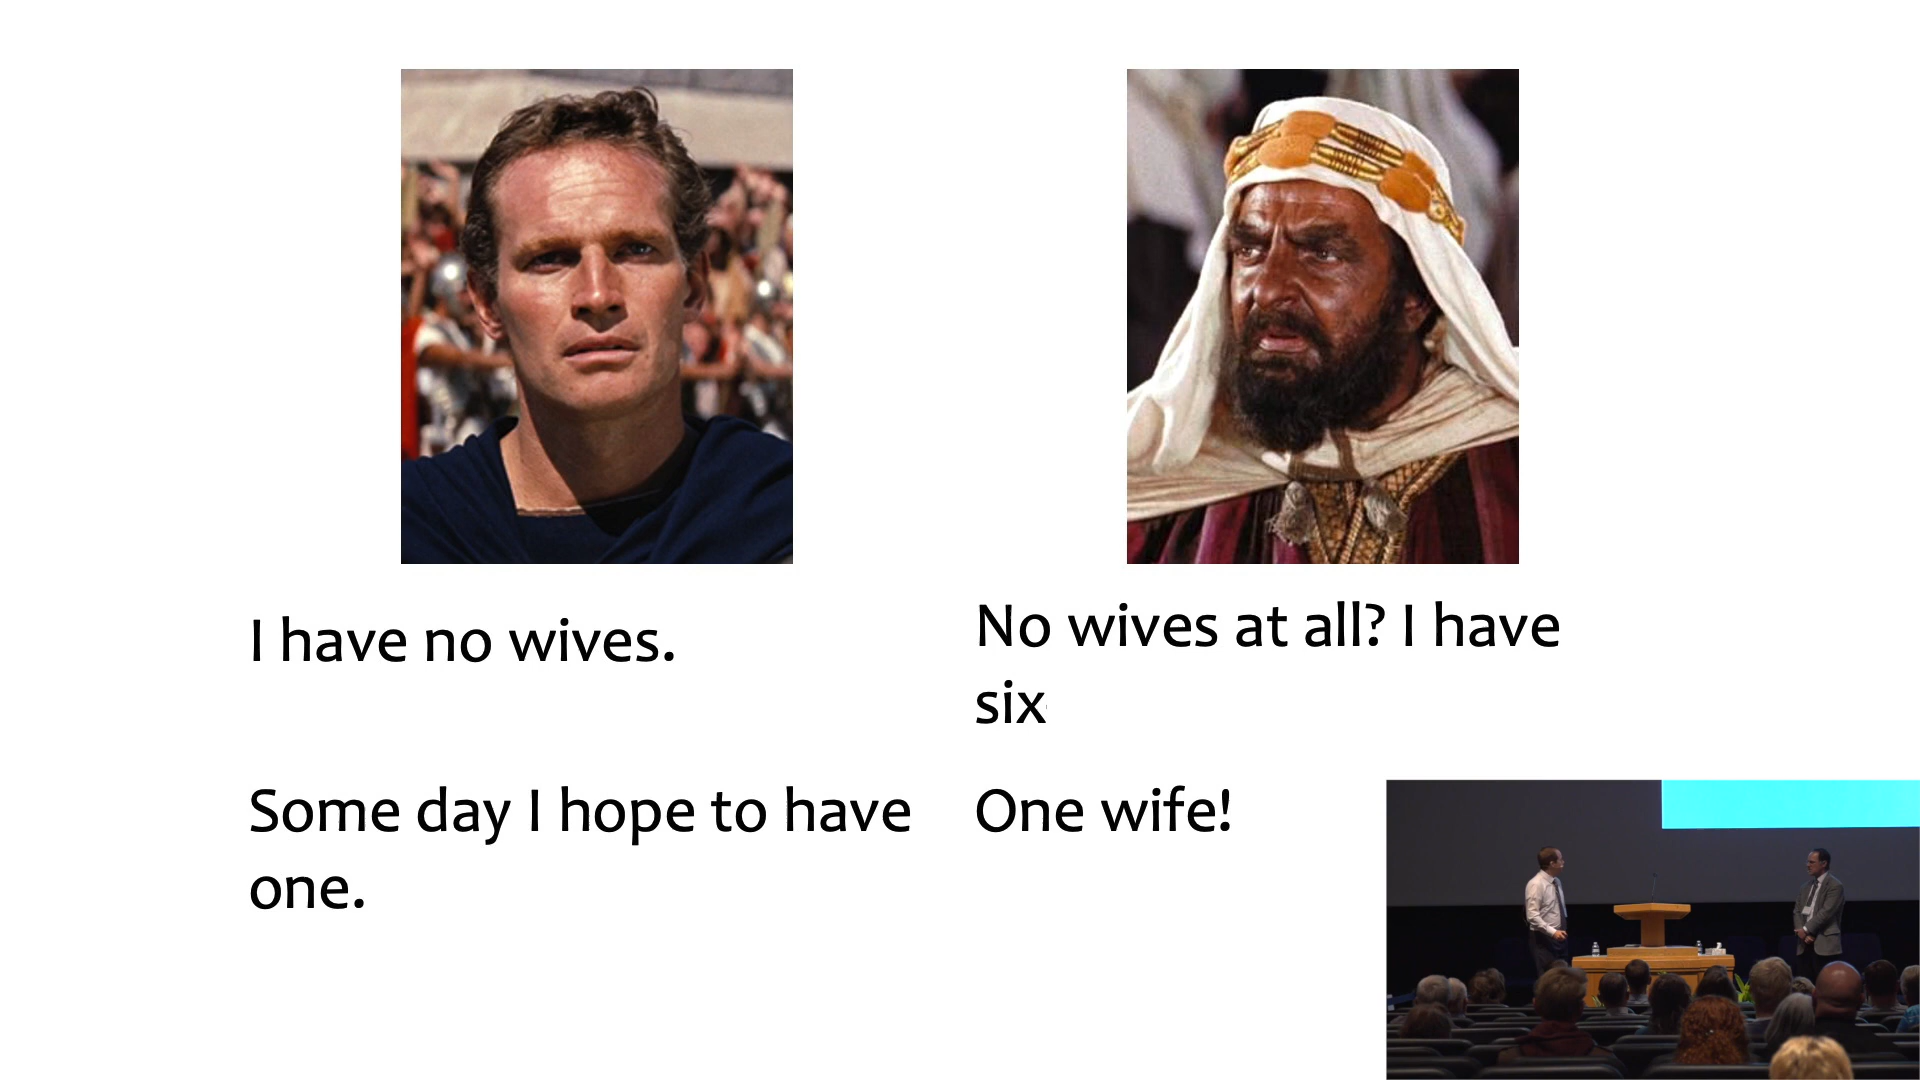 I have no wives.
No wives at all? I have
six
Some day I hope to have
one.
One wife!